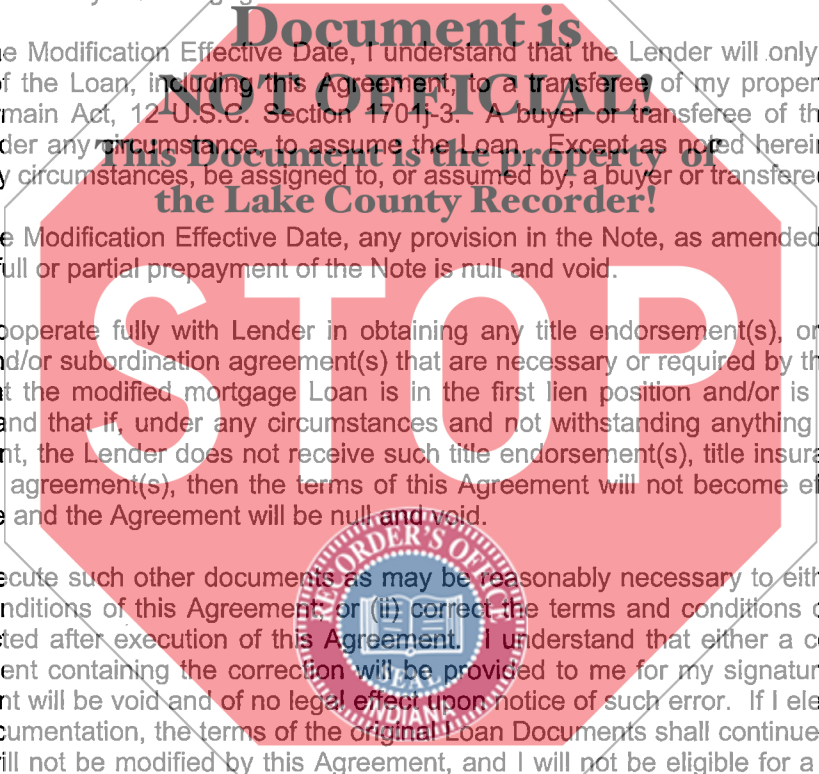 Document is
e Modification Effective Date, I understand that the Lender will only
f the Loan, including this Agreement, to a transferee of my proper
NOT OFFICIAL!
main Act, 12 U.S.C. Section 1701j-3. A buyer or transferee of th
der any circumstance, to assume the Loan. Except as noted herein
This Document is the property of
y circumstances, be assigned to, or assumed by, a buyer or transfere
the Lake County Recorder!
e Modification Effective Date, any provision in the Note, as amended
full or partial prepayment of the Note is null and void.
STOP
ooperate fully with Lender in obtaining any title endorsement(s), or
nd/or subordination agreement(s) that are necessary or required by th
t the modified mortgage Loan is in the first lien position and/or is
and that if, under any circumstances and not withstanding anything
nt, the Lender does not receive such title endorsement(s), title insura
agreement(s), then the terms of this Agreement will not become ef
e and the Agreement will be null and void.
RECORDER'S OFFICE
ecute such other documents as may be reasonably necessary to eith
nditions of this Agreement; or (ii) correct the terms and conditions o
ted after execution of this Agreement. I understand that either a co
ent containing the correction will be provided to me for my signatur
SEAL
nt will be void and of no legal effect upon notice of such error. If I ele
INDIANA
cumentation, the terms of the original Loan Documents shall continue
ill not be modified by this Agreement, and I will not be eligible for a